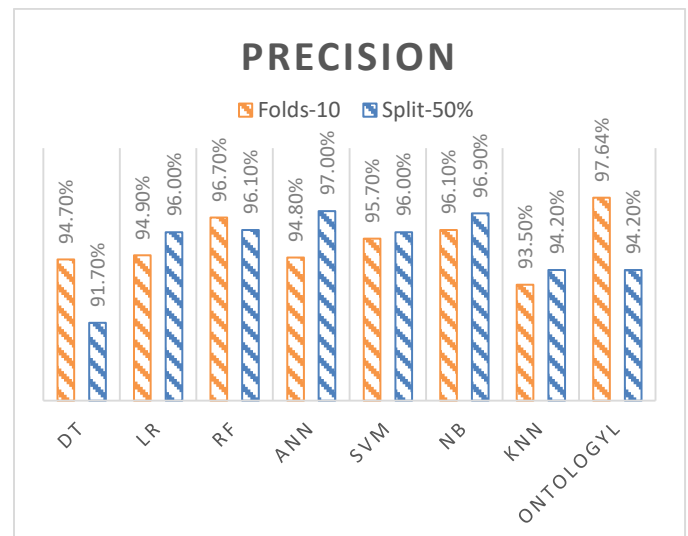 PRECISION
Folds-10 Split-50%
94.70%
91.70%
94.90%
96.00%
96.70%
96.10%
94.80%
97.00%
95.70%
96.00%
96.10%
96.90%
93.50%
94.20%
97.64%
94.20%
DT
LR
RF
ANN
SVM
NB
KNN
ONTOLOGYL